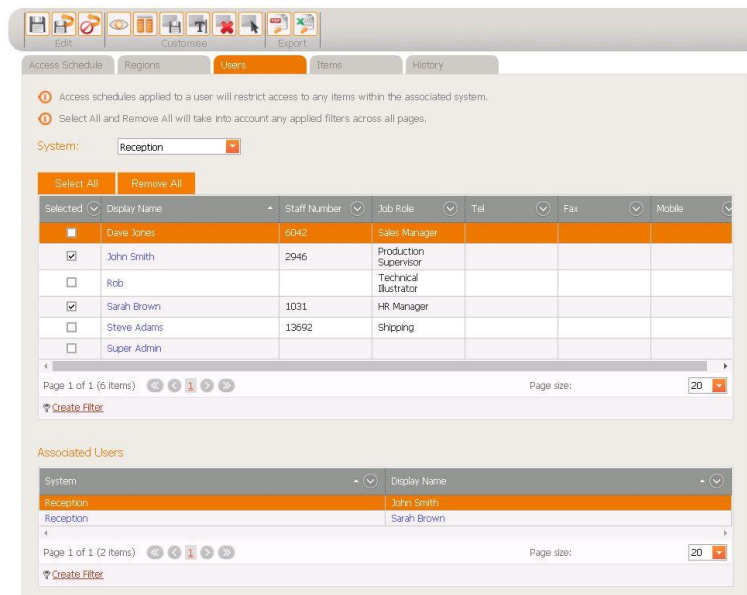 Edit Customise Export
Access Schedule Regions Users Items History
Access schedules applied to a user will restrict access to any items within the associated system.
Select All and Remove All will take into account any applied filters across all pages.
System: Reception
Select All Remove All
Selected Display Name Staff Number Job Role Tel Fax Mobile
Dave Jones 6042 Sales Manager
John Smith 2946 Production Supervisor
Rob Technical Illustrator
Sarah Brown 1031 HR Manager
Steve Adams 13692 Shipping
Super Admin
Page 1 of 1 (6 items) 1 Page size: 20
Create Filter
Associated Users
System Display Name
Reception John Smith
Reception Sarah Brown
Page 1 of 1 (2 items) 1 Page size: 20
Create Filter